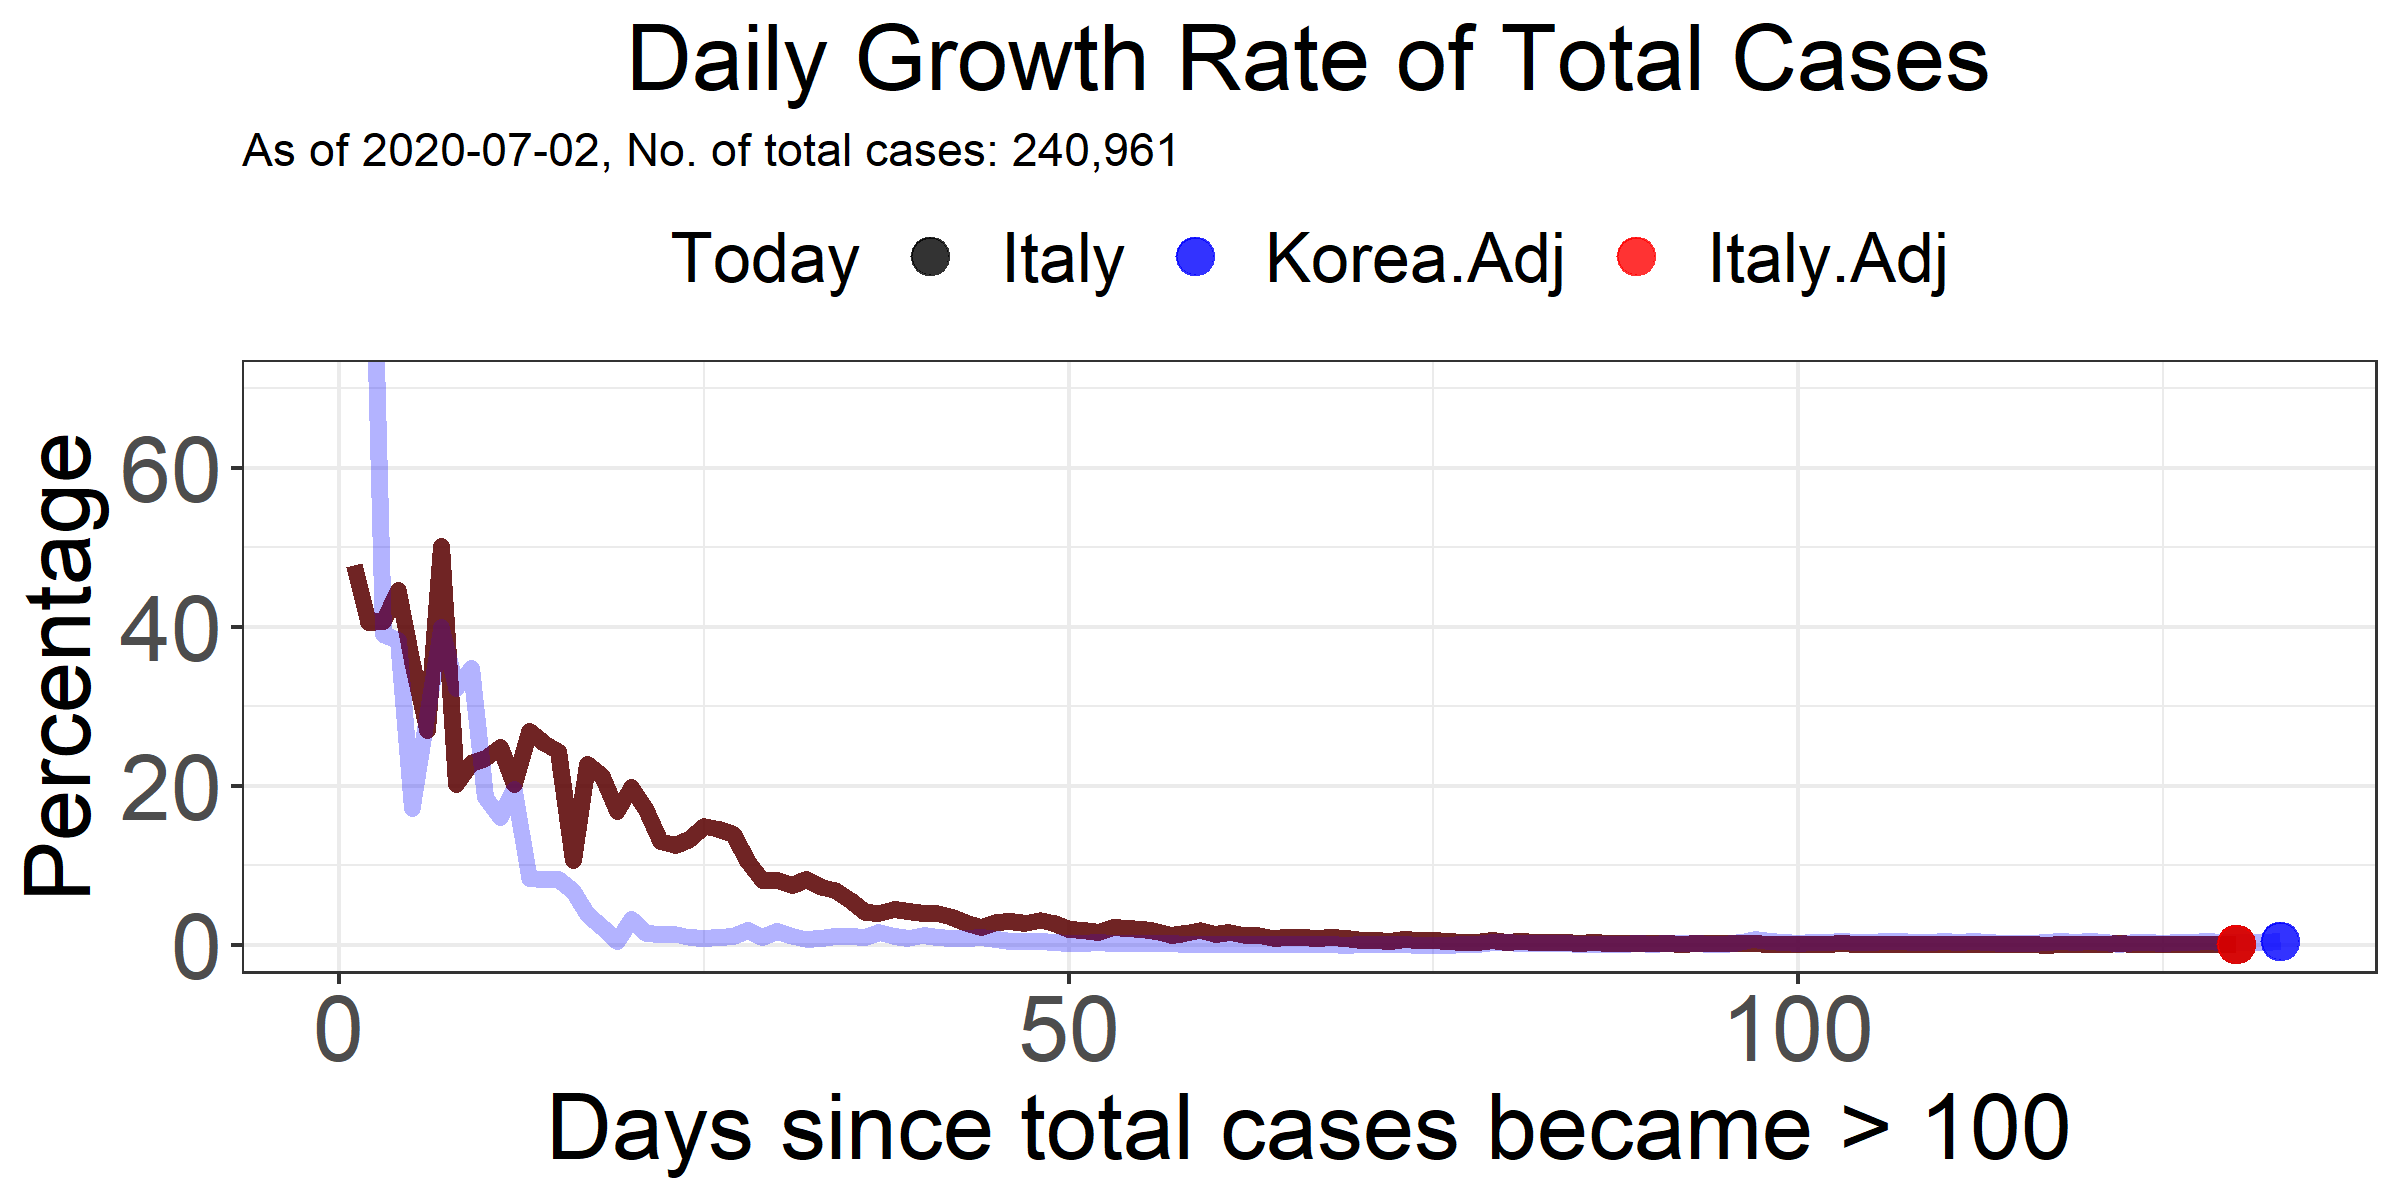 Daily Growth Rate of Total Cases
As of 2020-07-02, No. of total cases: 240,961
Today Italy Korea.Adj Italy.Adj
Percentage
60
40
20
0
0 50 100
Days since total cases became > 100